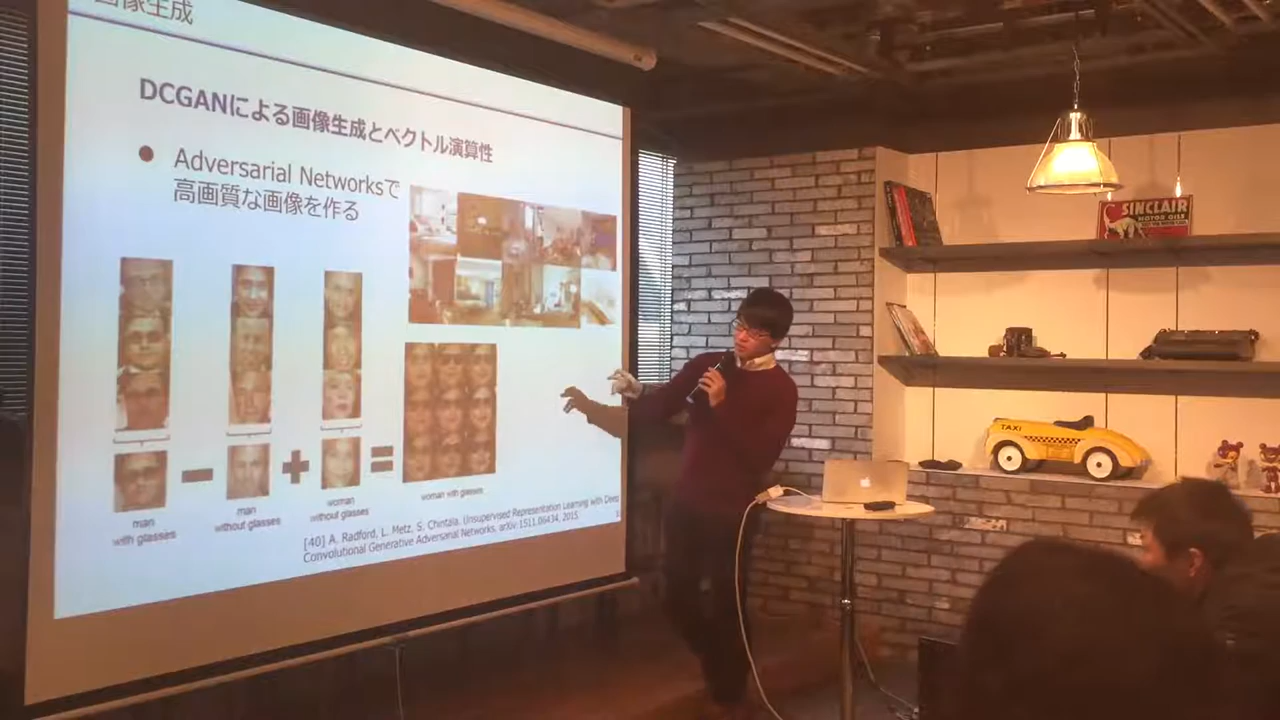 画像生成
DCGANによる画像生成とベクトル演算性
Adversarial Networksで
高画質な画像を作る
man
with glasses
man
without glasses
woman
without glasses
woman with glasses
[40] A. Radford, L. Metz, S. Chintala. Unsupervised Representation Learning with Deep
Convolutional Generative Adversarial Networks, arXiv 1511.06434, 2015.
SINCLAIR
MOTOR OILS
TAXI